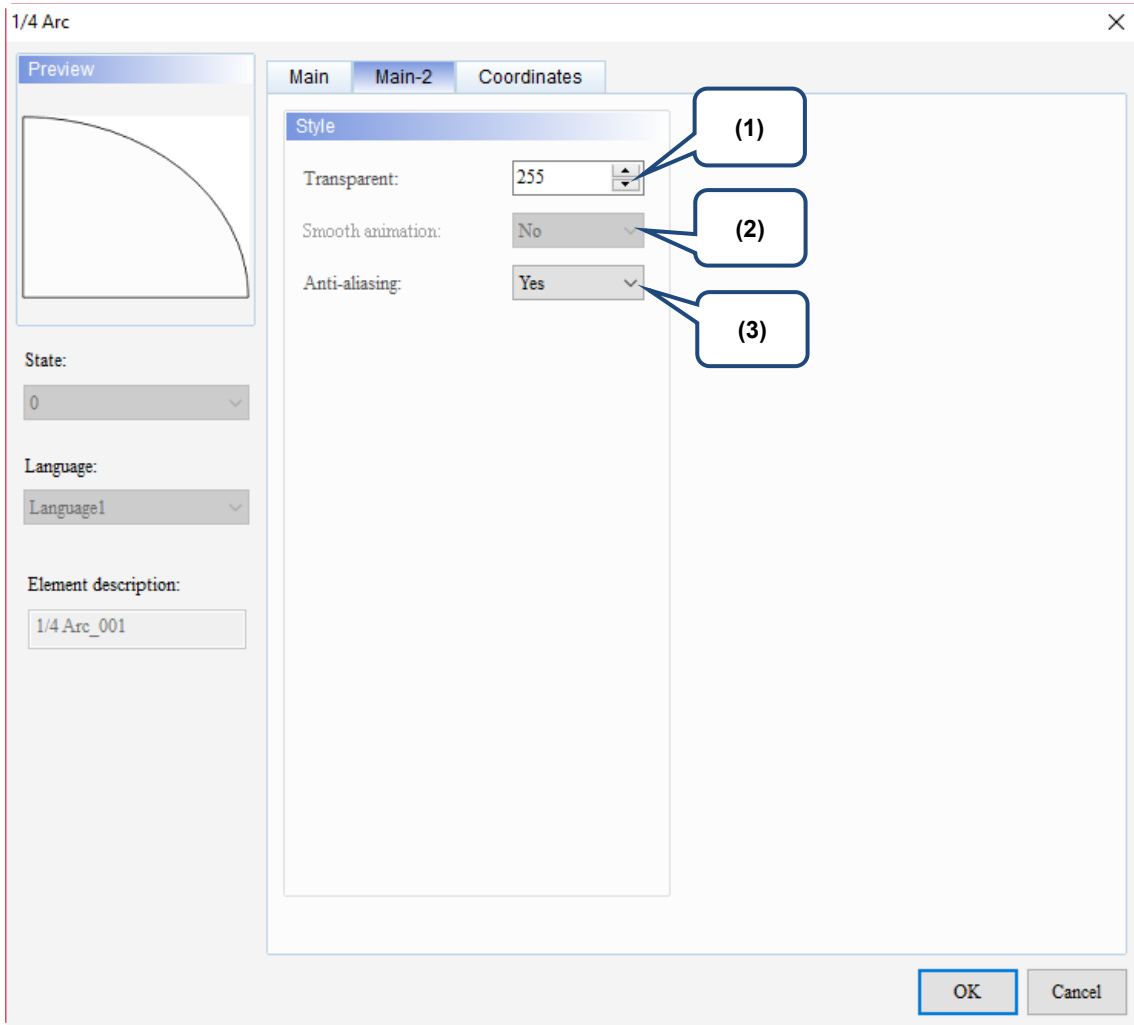 1/4 Arc
Preview
Main Main-2 Coordinates
Style
(1)
Transparent: 255
Smooth animation: No
(2)
Anti-aliasing: Yes
(3)
State:
0
Language:
Language1
Element description:
1/4 Arc_001
OK Cancel